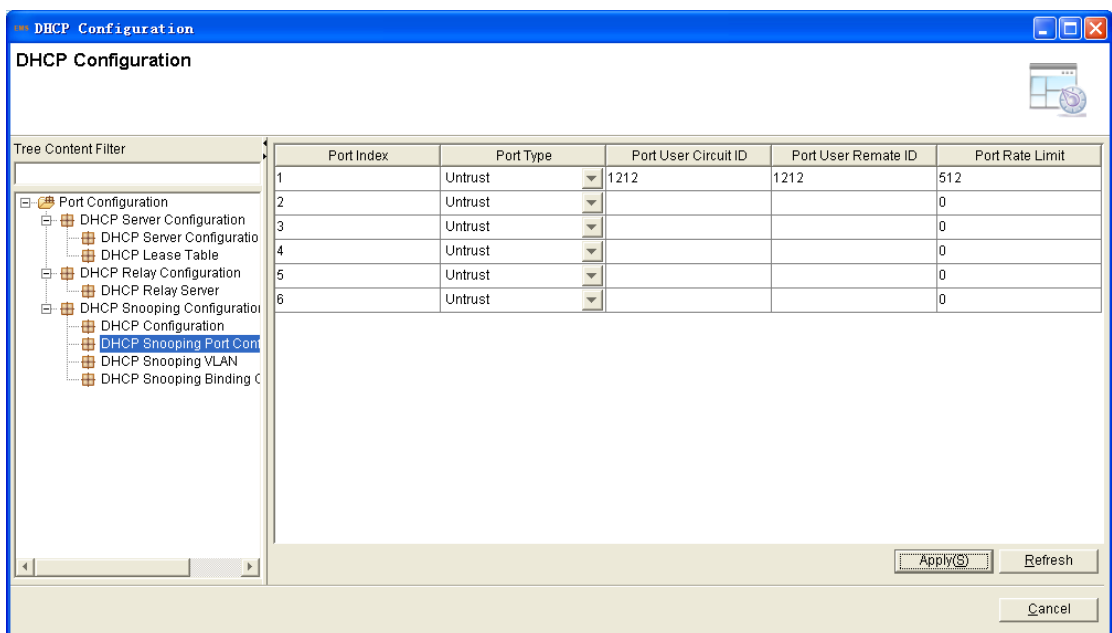 EWS DHCP Configuration
DHCP Configuration
Tree Content Filter
Port Configuration
DHCP Server Configuration
DHCP Server Configuratio
DHCP Lease Table
DHCP Relay Configuration
DHCP Relay Server
DHCP Snooping Configuration
DHCP Configuration
DHCP Snooping Port Conf
DHCP Snooping VLAN
DHCP Snooping Binding C
Port Index Port Type Port User Circuit ID Port User Remate ID Port Rate Limit
1 Untrust 1212 1212 512
2 Untrust 0
3 Untrust 0
4 Untrust 0
5 Untrust 0
6 Untrust 0
Apply(S) Refresh
Cancel